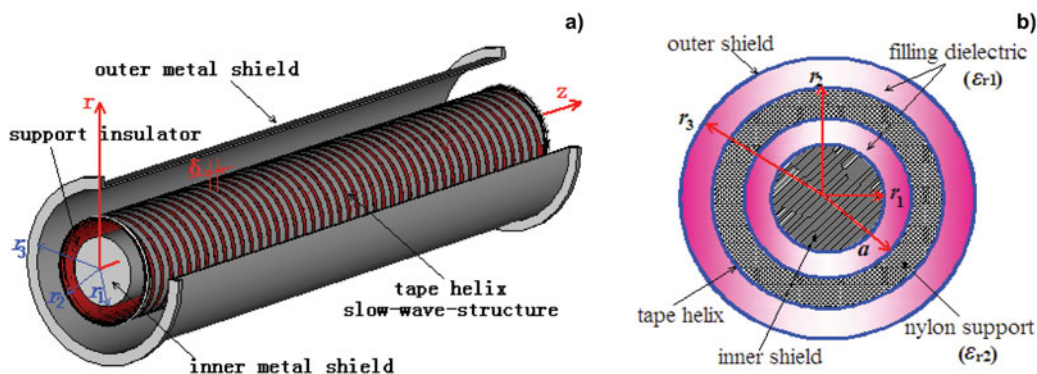 a)
outer metal shield
r
z
support insulator
δ
r3
r2
r1
tape helix
slow-wave-structure
inner metal shield
b)
outer shield
filling dielectric
(εr1)
r2
r3
r1
a
tape helix
nylon support
(εr2)
inner shield